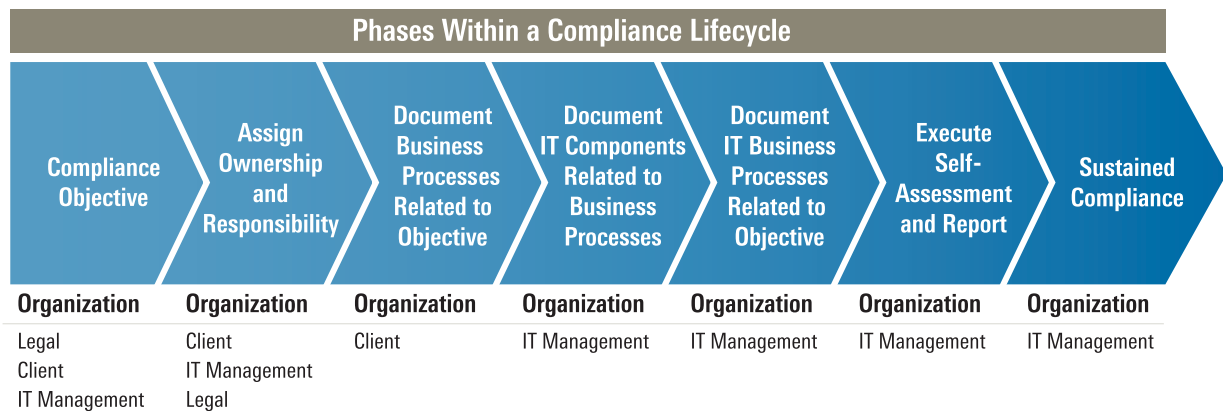 Phases Within a Compliance Lifecycle
Compliance
Objective
Assign
Ownership
and
Responsibility
Document
Business
Processes
Related to
Objective
Document
IT Components
Related to
Business
Processes
Document
IT Business
Processes
Related to
Objective
Execute
Self-
Assessment
and Report
Sustained
Compliance
Organization
Legal
Client
IT Management
Organization
Client
IT Management
Legal
Organization
Client
Organization
IT Management
Organization
IT Management
Organization
IT Management
Organization
IT Management